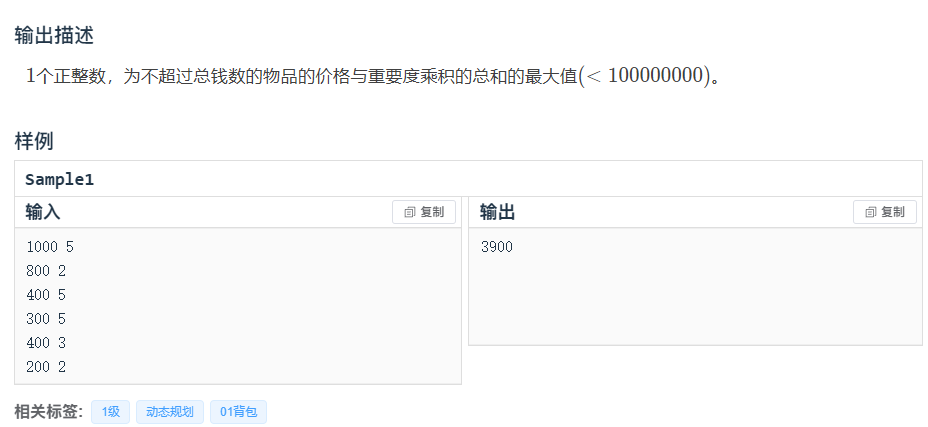 输出描述
1个正整数，为不超过总钱数的物品的价格与重要度乘积的总和的最大值(< 100000000)。
样例
Sample1
输入 复制
1000 5
800 2
400 5
300 5
400 3
200 2
输出 复制
3900
相关标签: 1级 动态规划 01背包